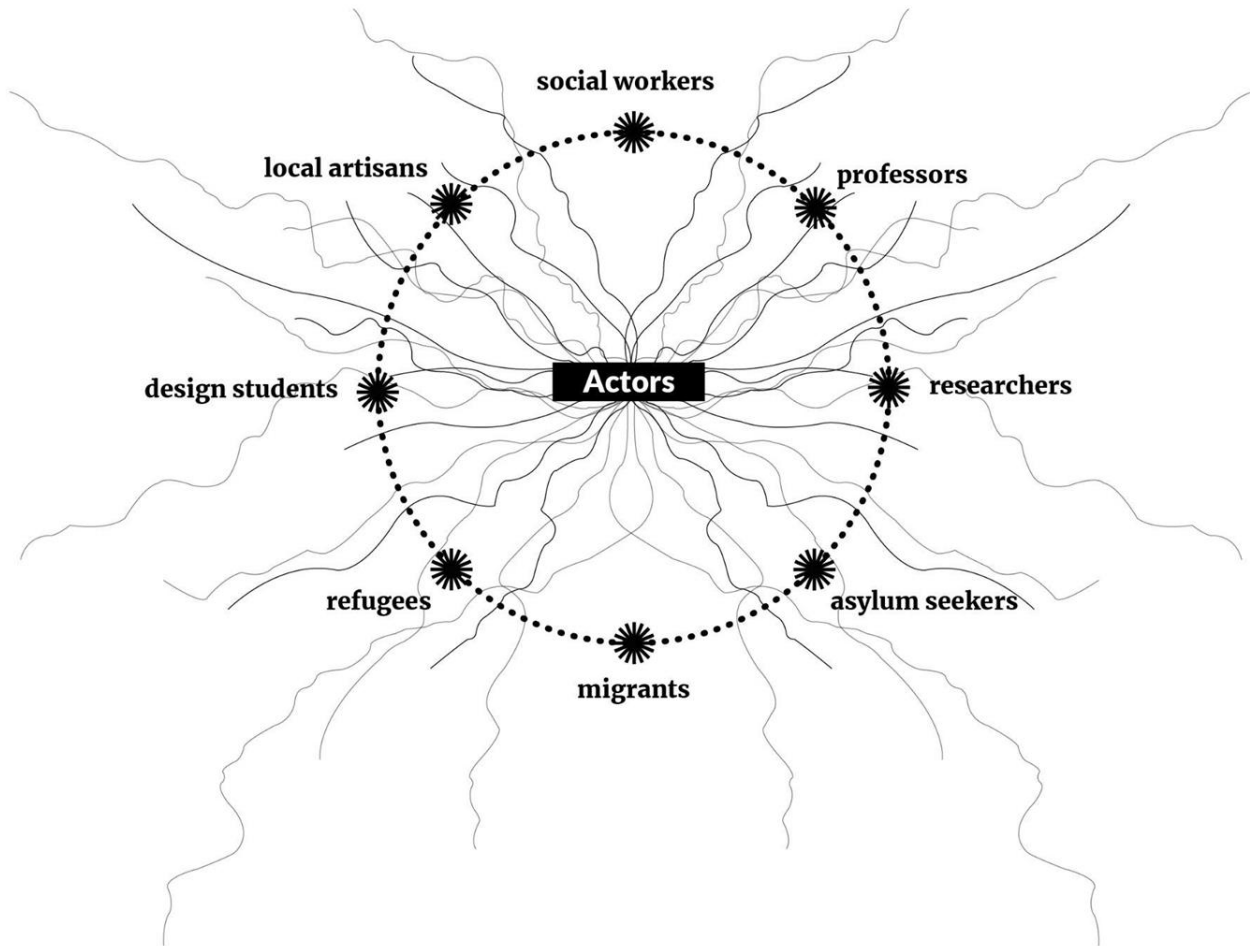 social workers
local artisans
professors
Actors
design students
researchers
refugees
asylum seekers
migrants